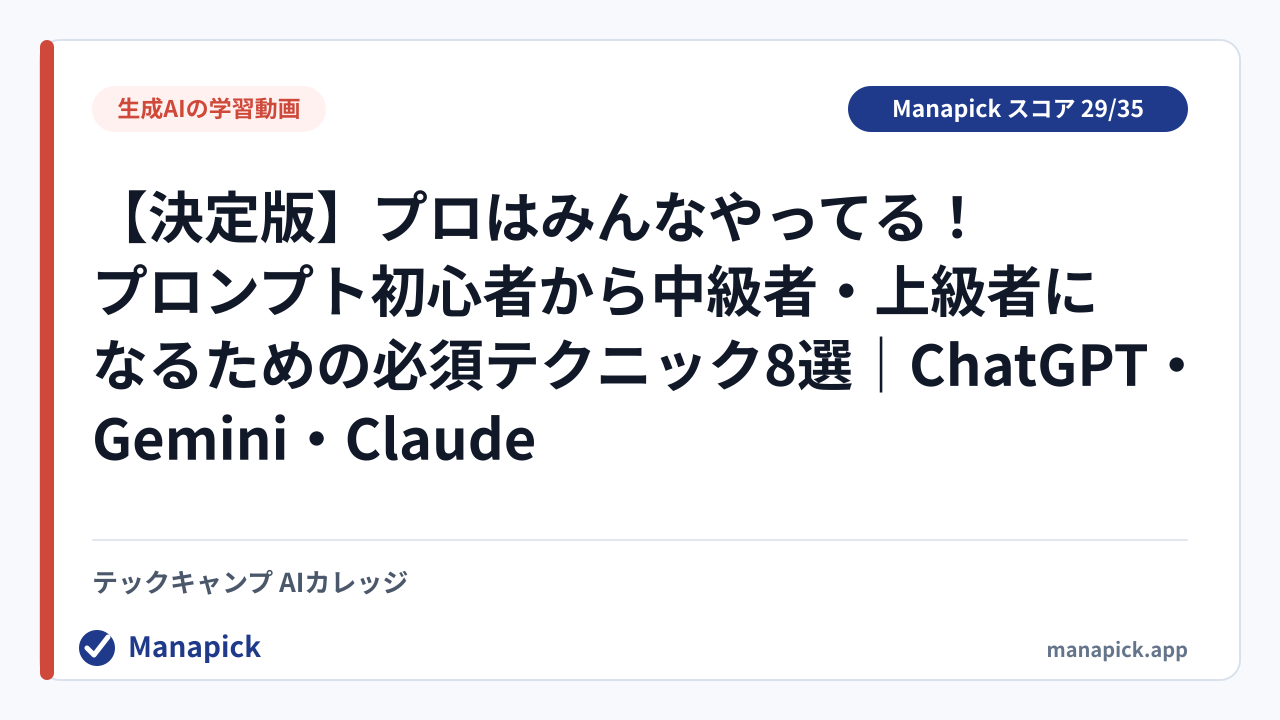 生成AIの学習動画
Manapick スコア 29/35
【決定版】プロはみんなやってる！
プロンプト初心者から中級者・上級者に
なるための必須テクニック8選｜ChatGPT・
Gemini・Claude
テックキャンプ AIカレッジ
Manapick
manapick.app